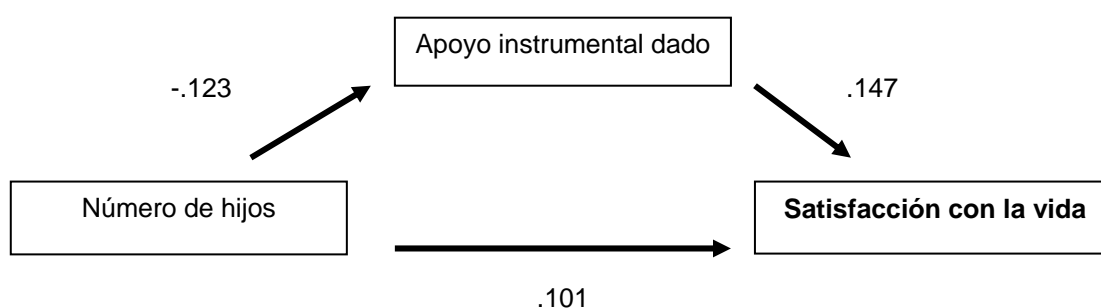 Apoyo instrumental dado
-.123
.147
Número de hijos
Satisfacción con la vida
.101